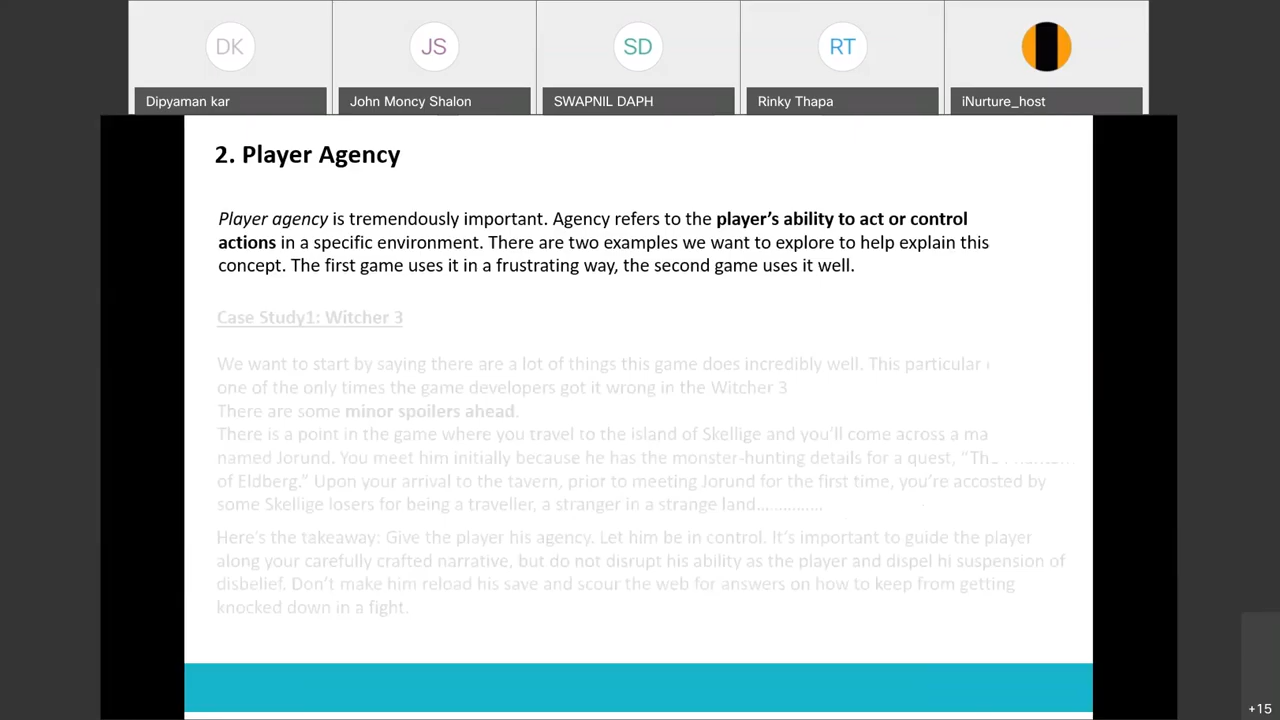 DK
JS
SD
RT
Dipyaman kar
John Moncy Shalon
SWAPNIL DAPH
Rinky Thapa
iNurture_host
2. Player Agency
Player agency is tremendously important. Agency refers to the player’s ability to act or control
actions in a specific environment. There are two examples we want to explore to help explain this
concept. The first game uses it in a frustrating way, the second game uses it well.
Case Study1: Witcher 3
We want to start by saying there are a lot of things this game does incredibly well. This particular
one of the only times the game developers got it wrong in the Witcher 3
There are some minor spoilers ahead.
There is a point in the game where you travel to the island of Skellige and you’ll come across a ma
named Jorund. You meet him initially because he has the monster-hunting details for a quest, “The
of Eldberg.” Upon your arrival to the tavern, prior to meeting Jorund for the first time, you’re accosted by
some Skellige losers for being a traveller, a stranger in a strange land……………
Here’s the takeaway: Give the player his agency. Let him be in control. It’s important to guide the player
along your carefully crafted narrative, but do not disrupt his ability as the player and dispel hi suspension of
disbelief. Don’t make him reload his save and scour the web for answers on how to keep from getting
knocked down in a fight.
+15